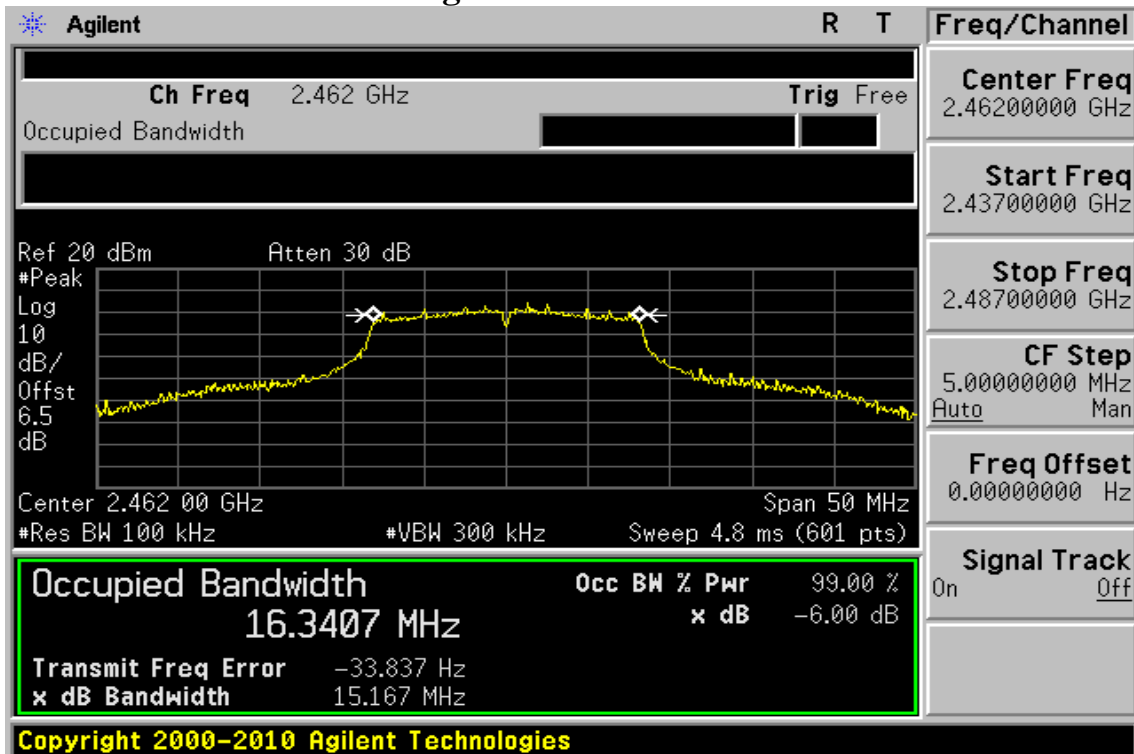 Agilent R T Freq/Channel
Ch Freq 2.462 GHz Trig Free
Occupied Bandwidth
Center Freq
2.46200000 GHz
Start Freq
2.43700000 GHz
Stop Freq
2.48700000 GHz
CF Step
5.00000000 MHz
Auto Man
Freq Offset
0.00000000 Hz
Signal Track
On Off
Ref 20 dBm Atten 30 dB
#Peak
Log
10
dB/
Offst
6.5
dB
Center 2.462 00 GHz Span 50 MHz
#Res BW 100 kHz #VBW 300 kHz Sweep 4.8 ms (601 pts)
Occupied Bandwidth Occ BW % Pwr 99.00 %
16.3407 MHz x dB -6.00 dB
Transmit Freq Error -33.837 Hz
x dB Bandwidth 15.167 MHz
Copyright 2000-2010 Agilent Technologies